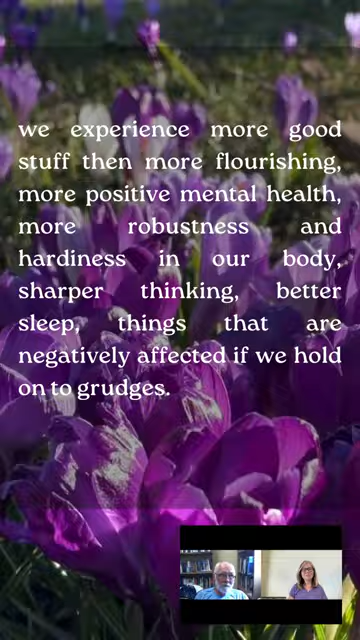 we experience more good
stuff then more flourishing,
more positive mental health,
more robustness and
hardiness in our body,
sharper thinking, better
sleep, things that are
negatively affected if we hold
on to grudges.